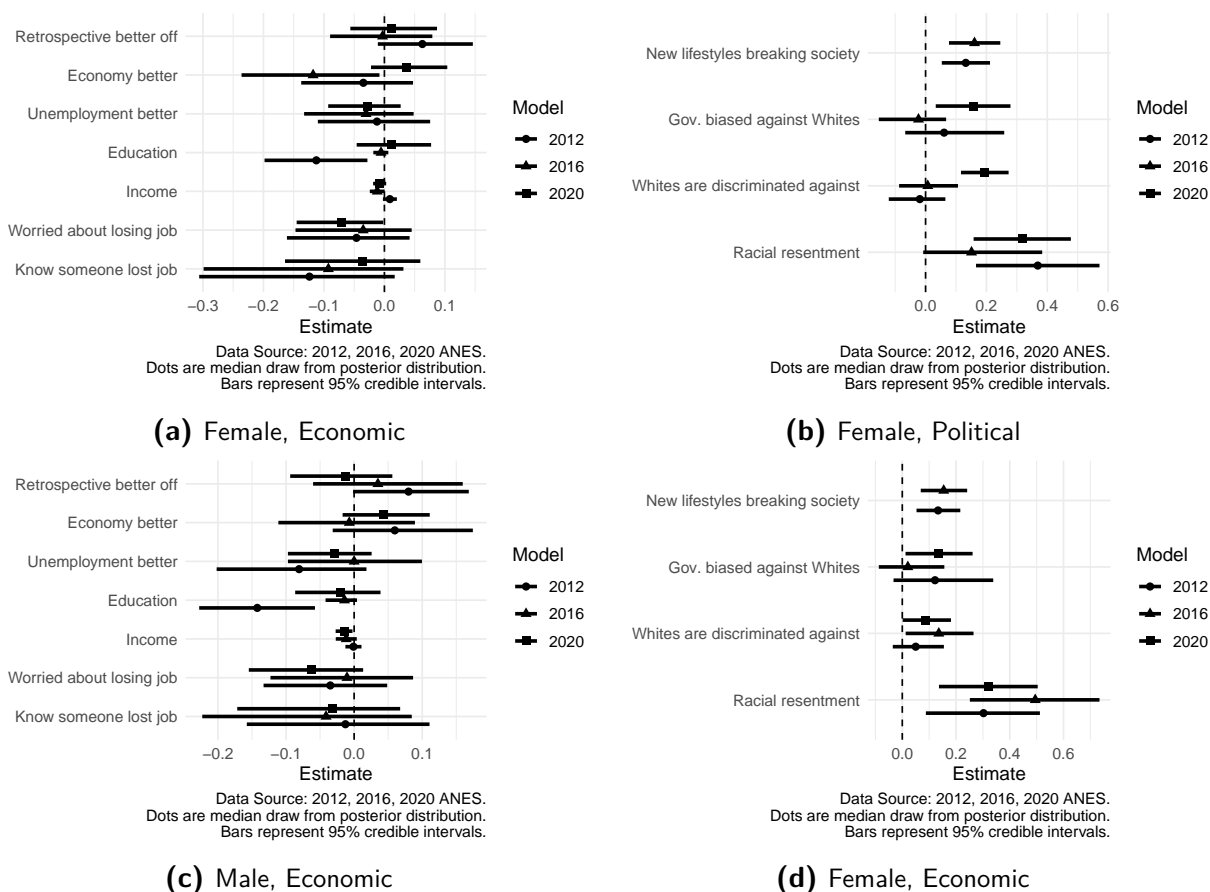 Retrospective better off
Economy better
Unemployment better
Education
Income
Worried about losing job
Know someone lost job
−0.3 −0.2 −0.1 0.0 0.1
Estimate
Model
2012
2016
2020
Data Source: 2012, 2016, 2020 ANES.
Dots are median draw from posterior distribution.
Bars represent 95% credible intervals.
(a) Female, Economic
New lifestyles breaking society
Gov. biased against Whites
Whites are discriminated against
Racial resentment
0.0 0.2 0.4 0.6
Estimate
Model
2012
2016
2020
Data Source: 2012, 2016, 2020 ANES.
Dots are median draw from posterior distribution.
Bars represent 95% credible intervals.
(b) Female, Political
Retrospective better off
Economy better
Unemployment better
Education
Income
Worried about losing job
Know someone lost job
−0.2 −0.1 0.0 0.1
Estimate
Model
2012
2016
2020
Data Source: 2012, 2016, 2020 ANES.
Dots are median draw from posterior distribution.
Bars represent 95% credible intervals.
(c) Male, Economic
New lifestyles breaking society
Gov. biased against Whites
Whites are discriminated against
Racial resentment
0.0 0.2 0.4 0.6
Estimate
Model
2012
2016
2020
Data Source: 2012, 2016, 2020 ANES.
Dots are median draw from posterior distribution.
Bars represent 95% credible intervals.
(d) Female, Economic